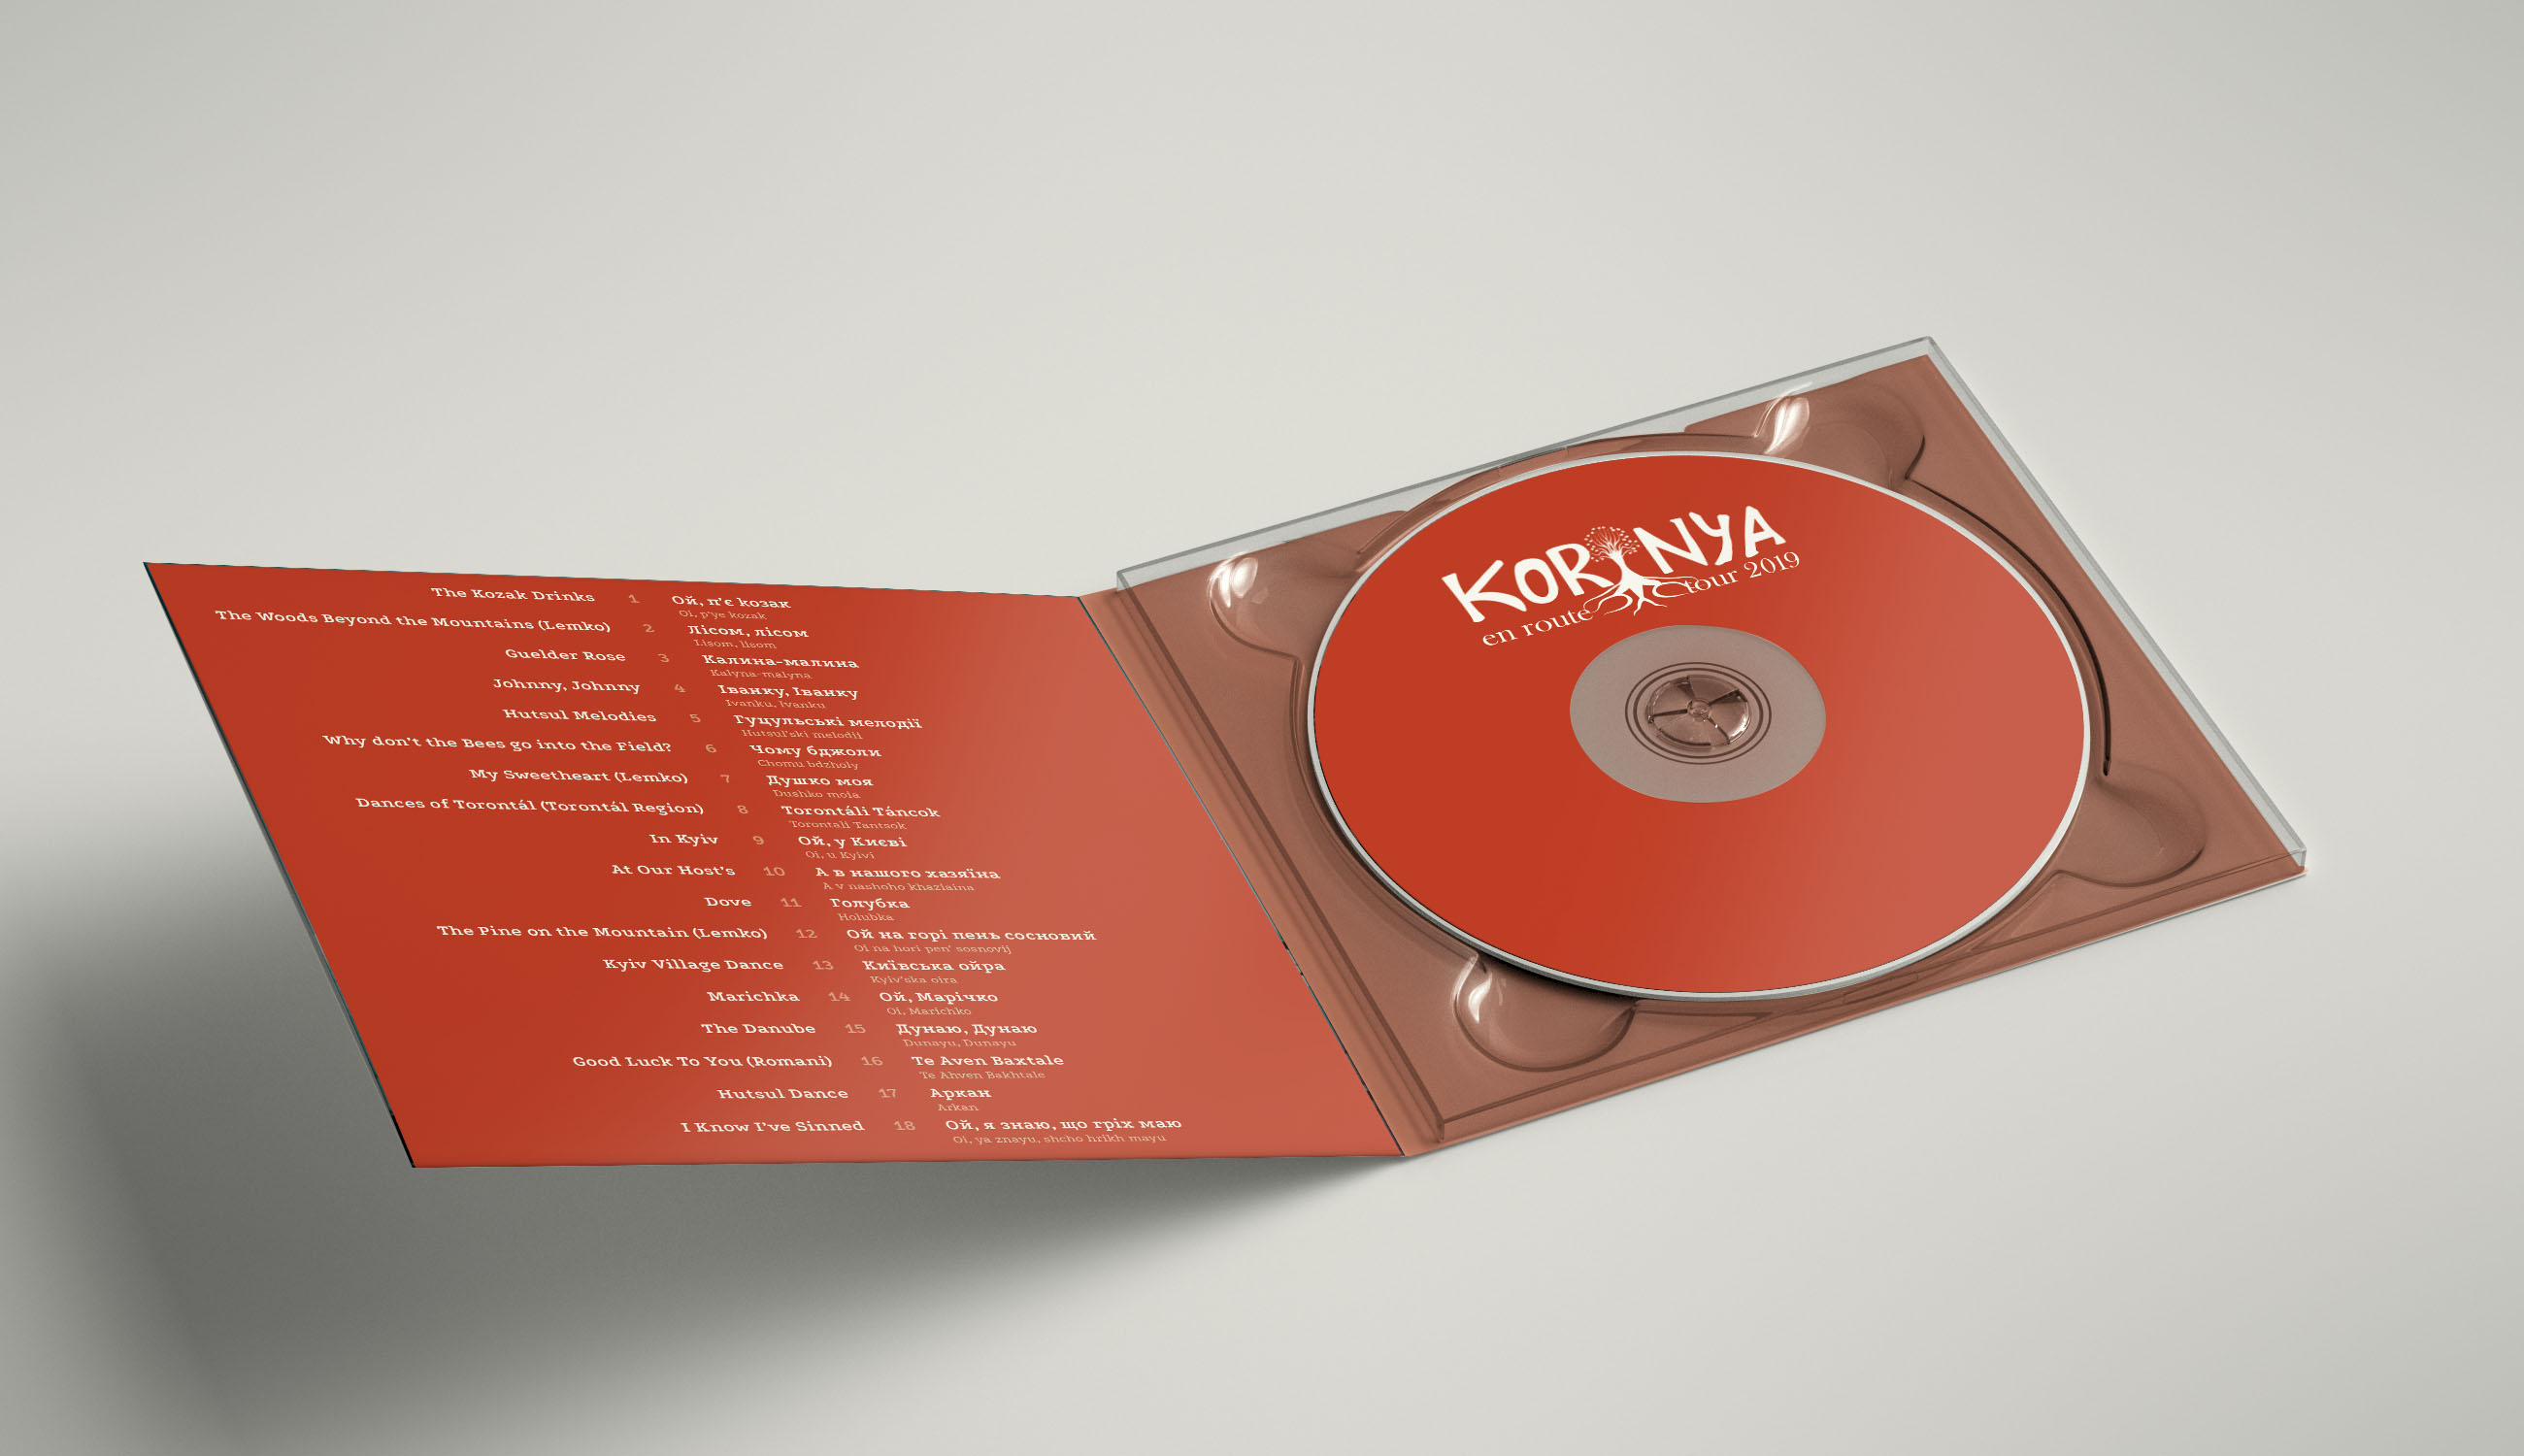 The Kozak Drinks 1 Ой, п'є козак
Oi, p'ye kozak
The Woods Beyond the Mountains (Lemko) 2 Лісом, лісом
Lisom, lisom
Guelder Rose 3 Калина-малина
Kalyna-malyna
Johnny, Johnny 4 Іванку, Іванку
Ivanku, Ivanku
Hutsul Melodies 5 Гуцульські мелодії
Hutsul'ski melodii
Why don't the Bees go into the Field? 6 Чому бджоли
Chomu bdzholy
My Sweetheart (Lemko) 7 Душко моя
Dushko moia
Dances of Torontál (Torontál Region) 8 Torontáli Táncok
Torontali Tantsok
In Kyiv 9 Ой, у Києві
Oi, u Kyivi
At Our Host's 10 А в нашого хазяїна
A v nashoho khaziaina
Dove 11 Голубка
Holubka
The Pine on the Mountain (Lemko) 12 Ой на горі пень сосновий
Oi na hori pen' sosnovij
Kyiv Village Dance 13 Київська ойра
Kyiv'ska oira
Marichka 14 Ой, Марічко
Oi, Marichko
The Danube 15 Дунаю, Дунаю
Dunayu, Dunayu
Good Luck To You (Romani) 16 Te Aven Baxtale
Te Ahven Bakhtale
Hutsul Dance 17 Аркан
Arkan
I Know I've Sinned 18 Ой, я знаю, що гріх маю
Oi, ya znayu, shcho hrikh mayu
KORINYA
en route tour 2019